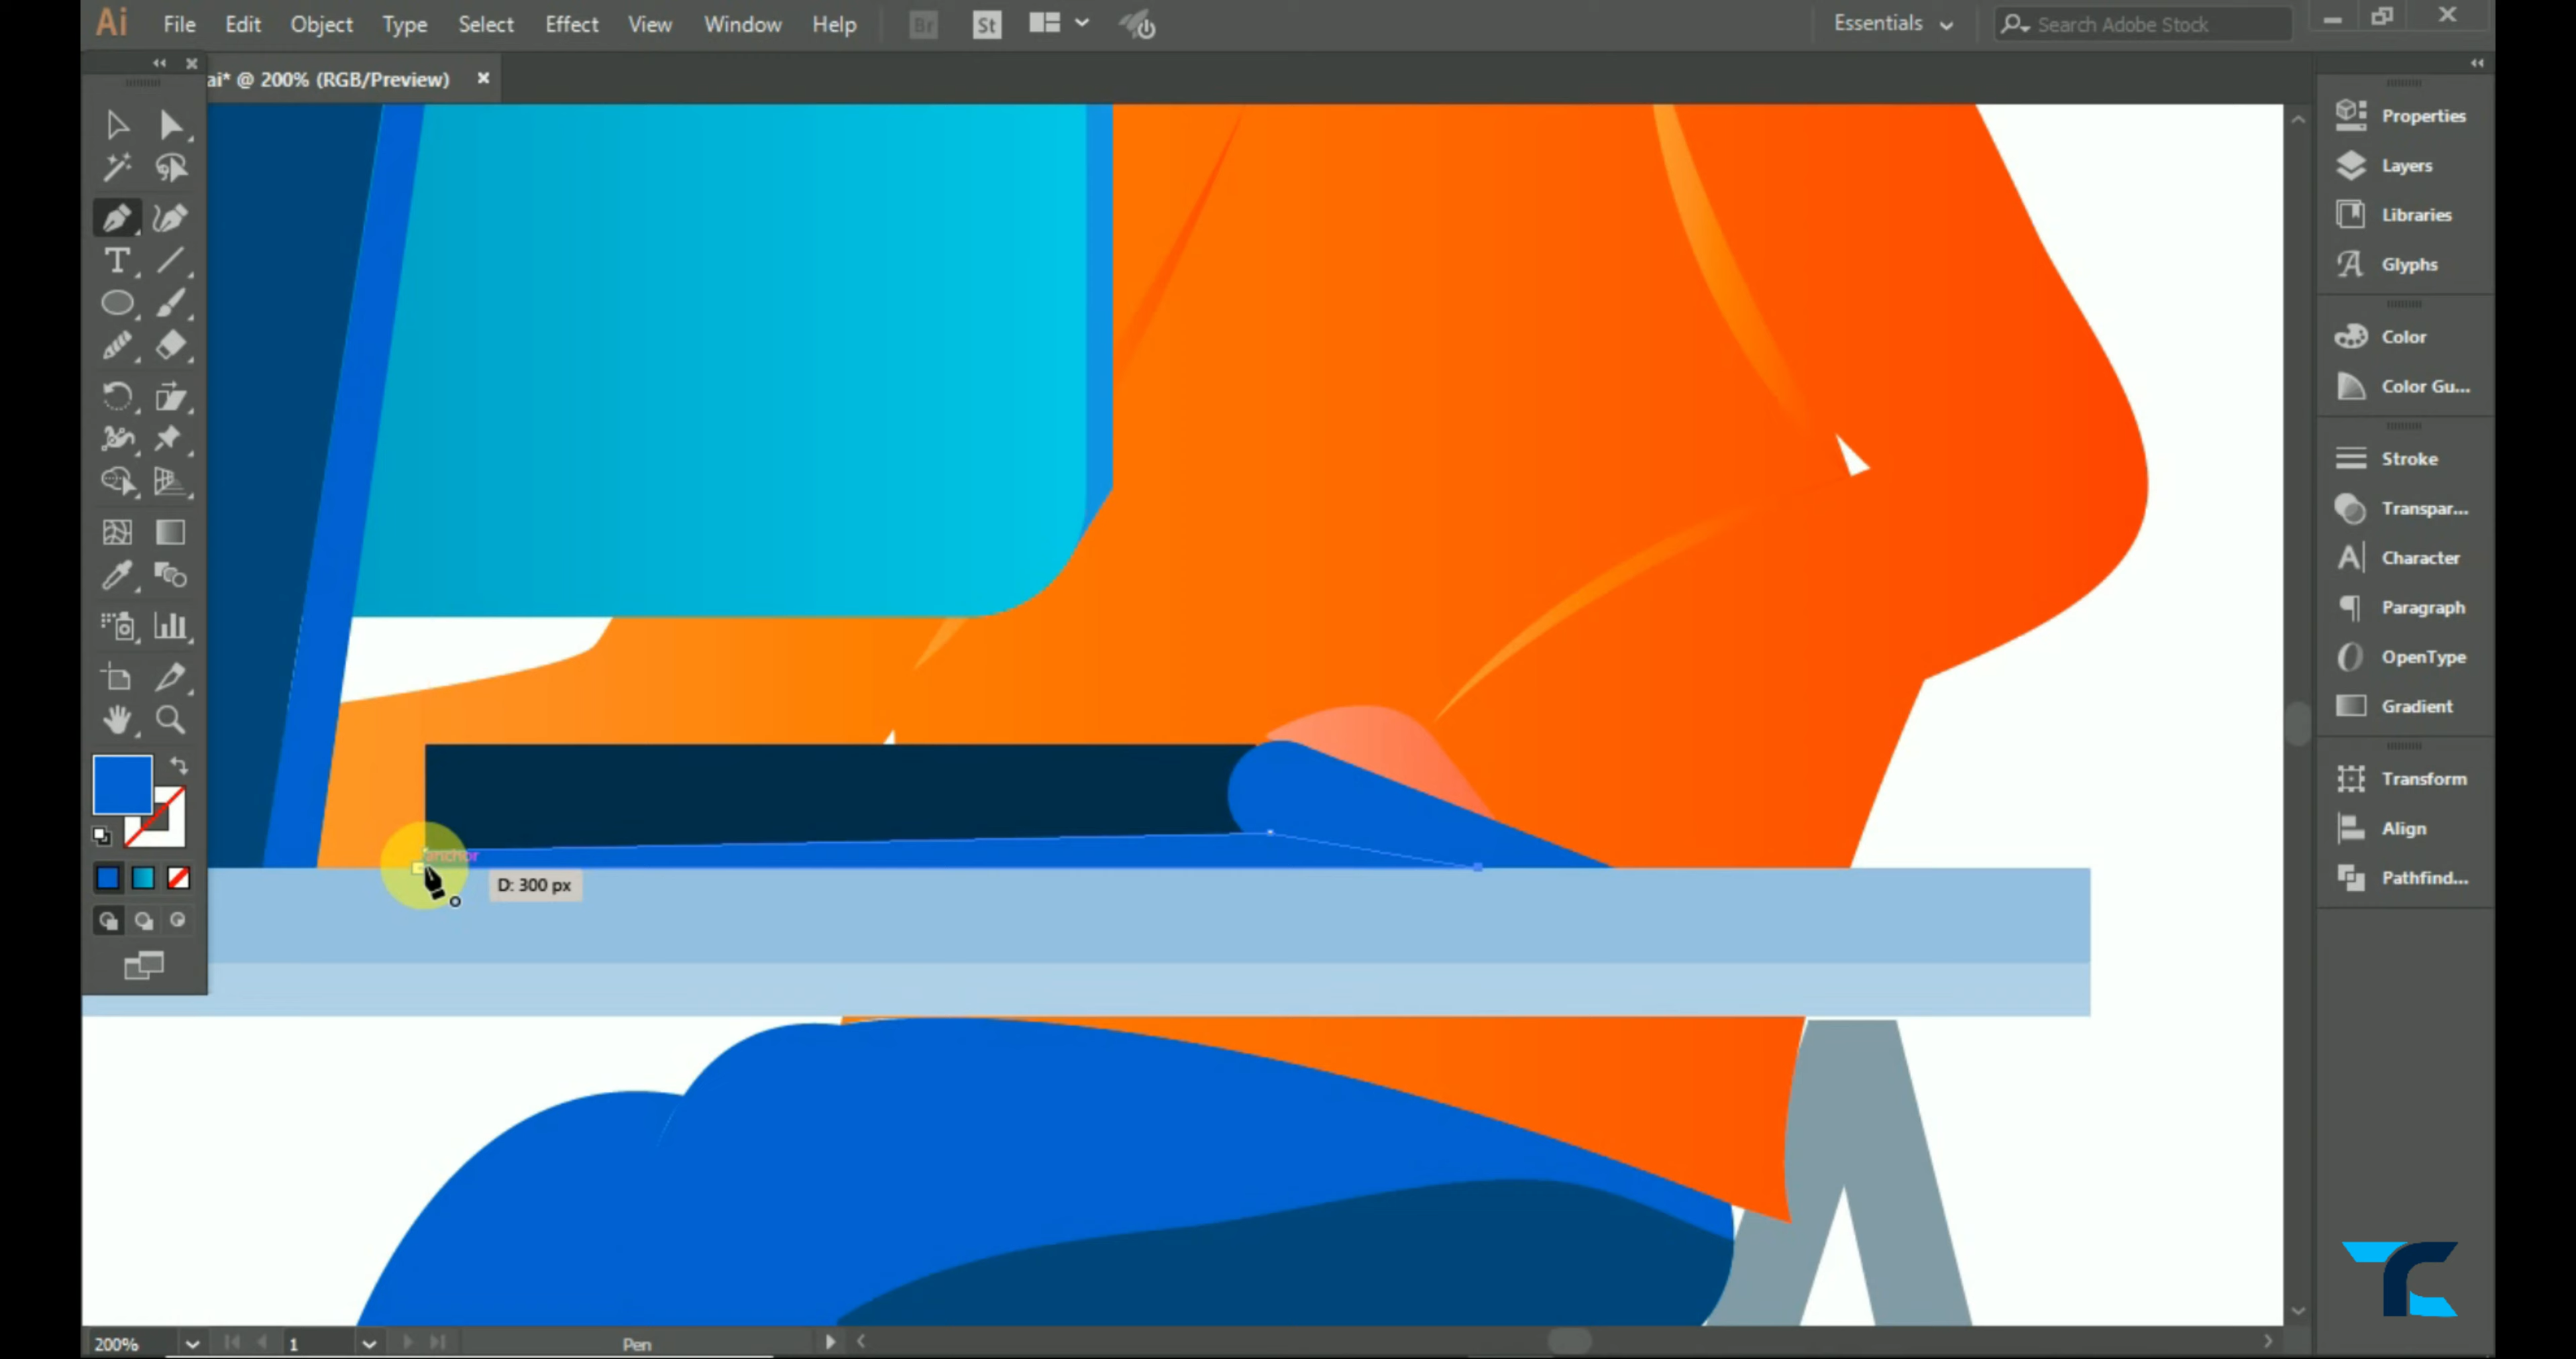 Ai File Edit Object Type Select Effect View Window Help Br St Essentials Search Adobe Stock
ai* @ 200% (RGB/Preview)
Properties
Layers
Libraries
Glyphs
Color
Color Gu...
Stroke
Transpar...
Character
Paragraph
OpenType
Gradient
Transform
Align
Pathfind...
anchor
D: 300 px
200% 1 Pen
TC